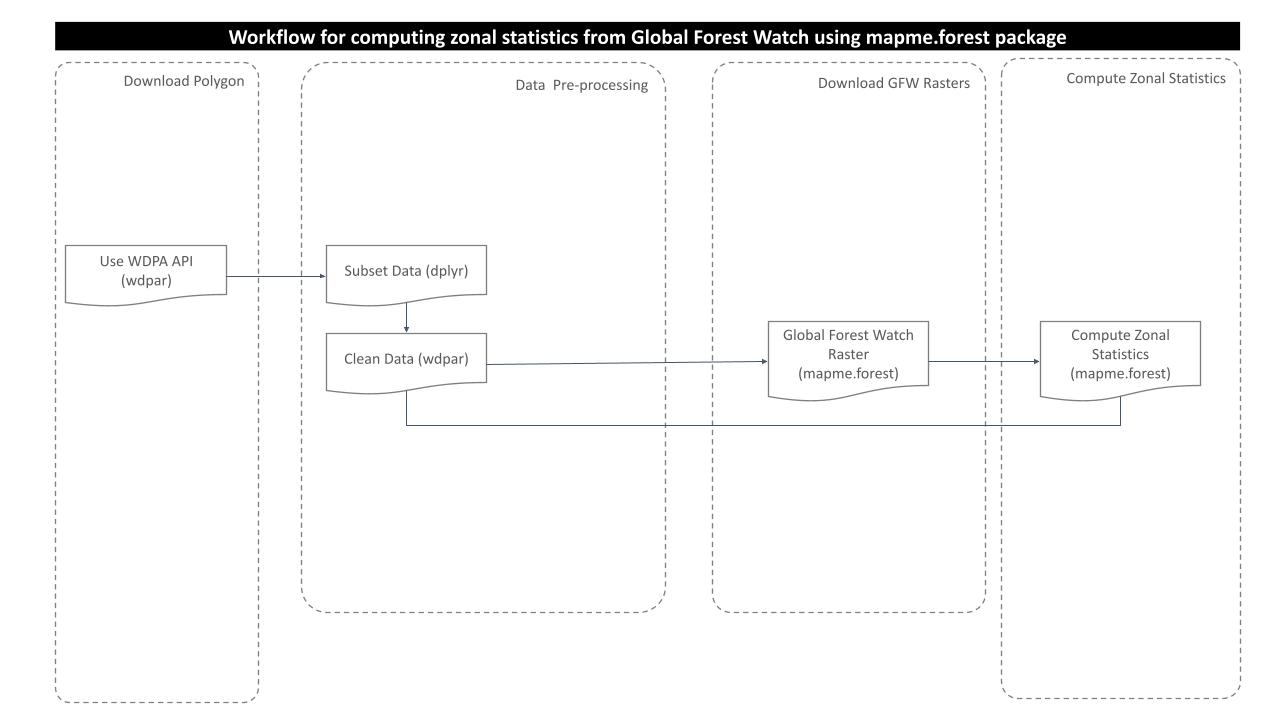 Workflow for computing zonal statistics from Global Forest Watch using mapme.forest package
Download Polygon
Data  Pre-processing
Download GFW Rasters
Compute Zonal Statistics
Use WDPA API
(wdpar)
Subset Data (dplyr)
Clean Data (wdpar)
Global Forest Watch
Raster
(mapme.forest)
Compute Zonal
Statistics
(mapme.forest)